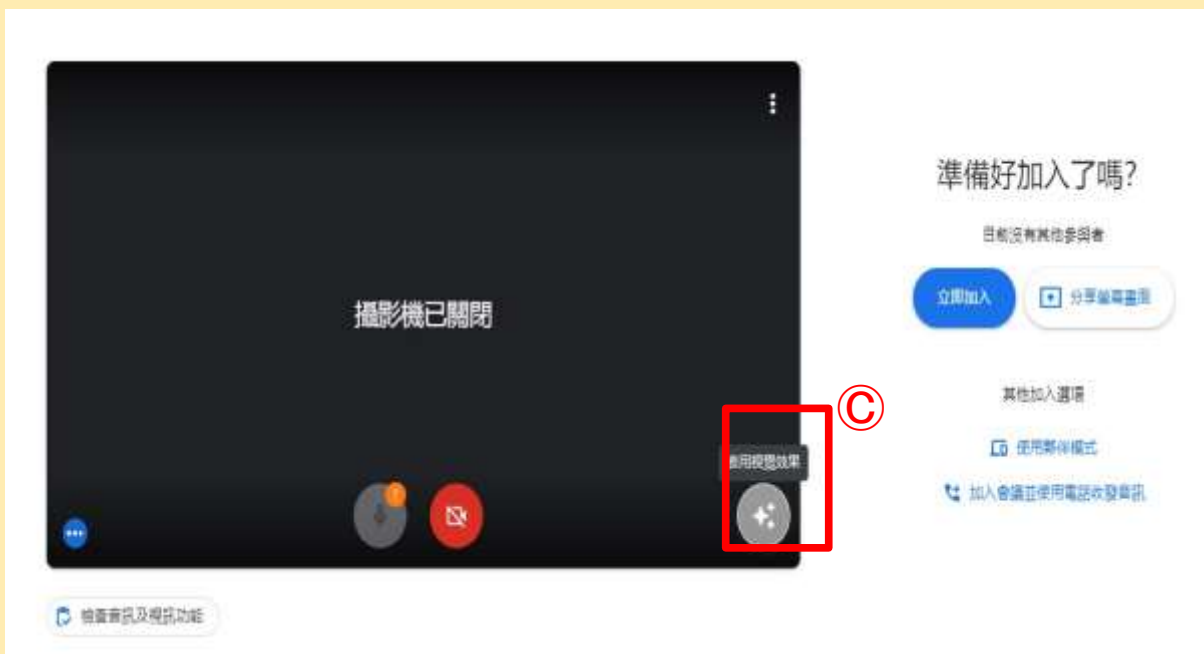 攝影機已關閉
套用視覺效果
Ⓒ
檢查音訊及視訊功能
準備好加入了嗎?
目前沒有其他參與者
立即加入
分享螢幕畫面
其他加入選項
使用夥伴模式
加入會議並使用電話收發音訊